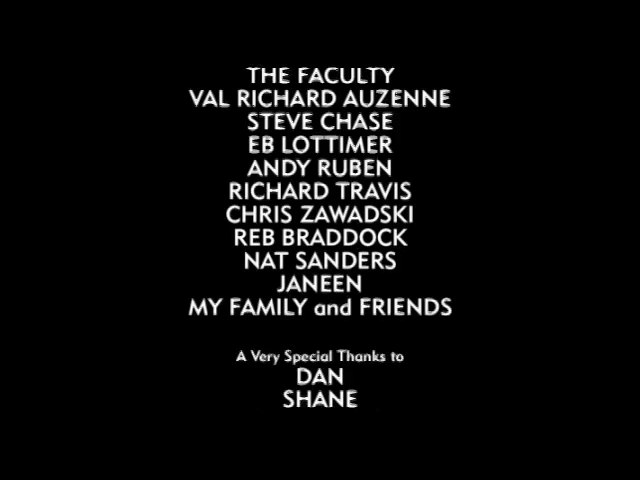 THE FACULTY
VAL RICHARD AUZENNE
STEVE CHASE
EB LOTTIMER
ANDY RUBEN
RICHARD TRAVIS
CHRIS ZAWADSKI
REB BRADDOCK
NAT SANDERS
JANEEN
MY FAMILY and FRIENDS
A Very Special Thanks to
DAN
SHANE